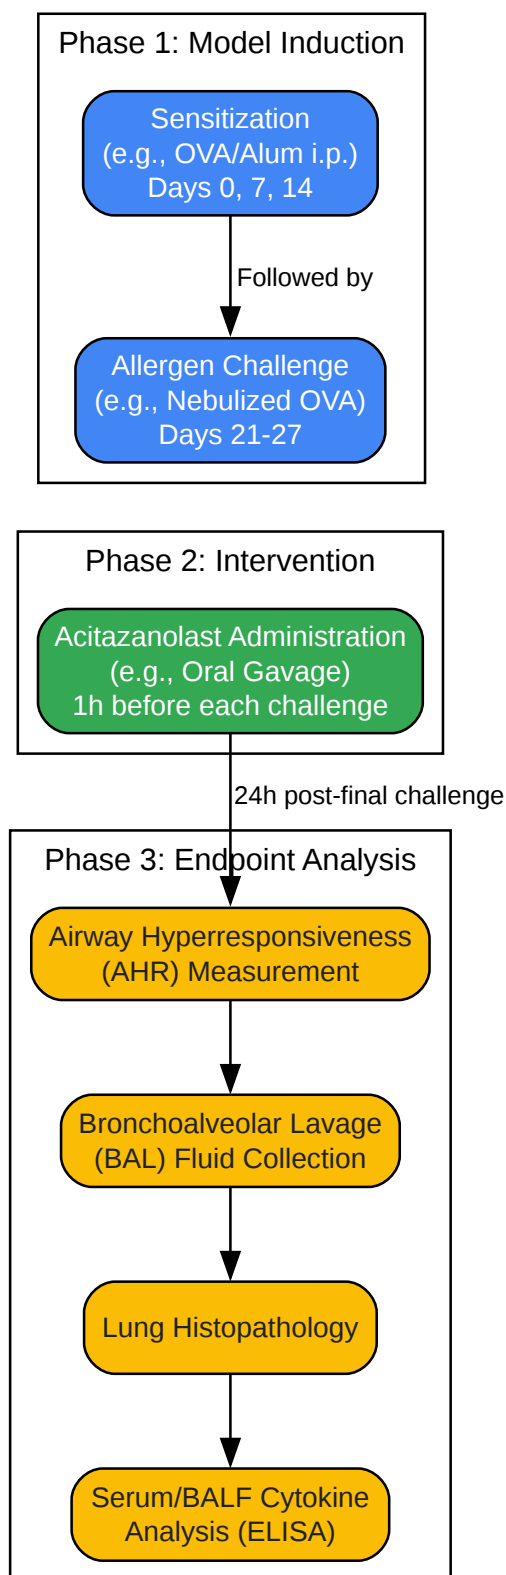 Phase 1: Model Induction
Sensitization
(e.g., OVA/Alum i.p.)
Days 0, 7, 14
Followed by
Allergen Challenge
(e.g., Nebulized OVA)
Days 21-27
Phase 2: Intervention
Acitazanolast Administration
(e.g., Oral Gavage)
1h before each challenge
24h post-final challenge
Phase 3: Endpoint Analysis
Airway Hyperresponsiveness
(AHR) Measurement
Bronchoalveolar Lavage
(BAL) Fluid Collection
Lung Histopathology
Serum/BALF Cytokine
Analysis (ELISA)